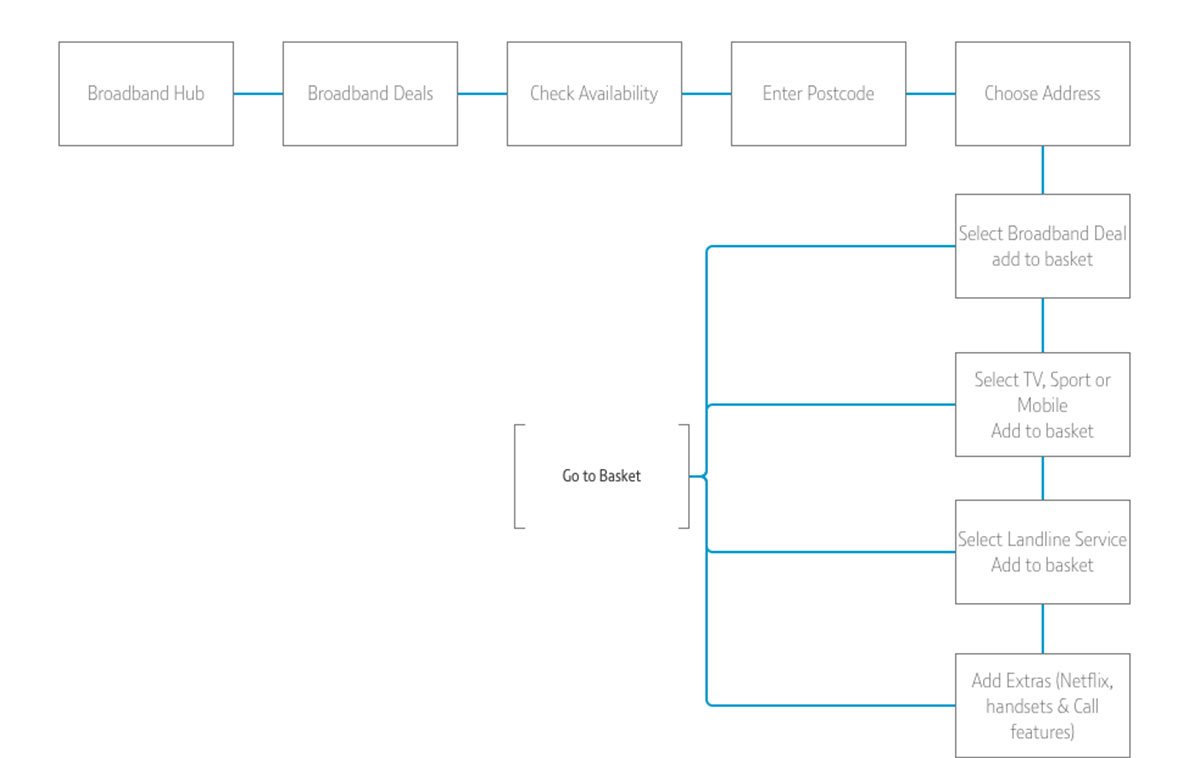 Broadband Hub
Broadband Deals
Check Availability
Enter Postcode
Choose Address
Select Broadband Deal
add to basket
Select TV, Sport or
Mobile
Add to basket
Go to Basket
Select Landline Service
Add to basket
Add Extras (Netflix,
handsets & Call
features)